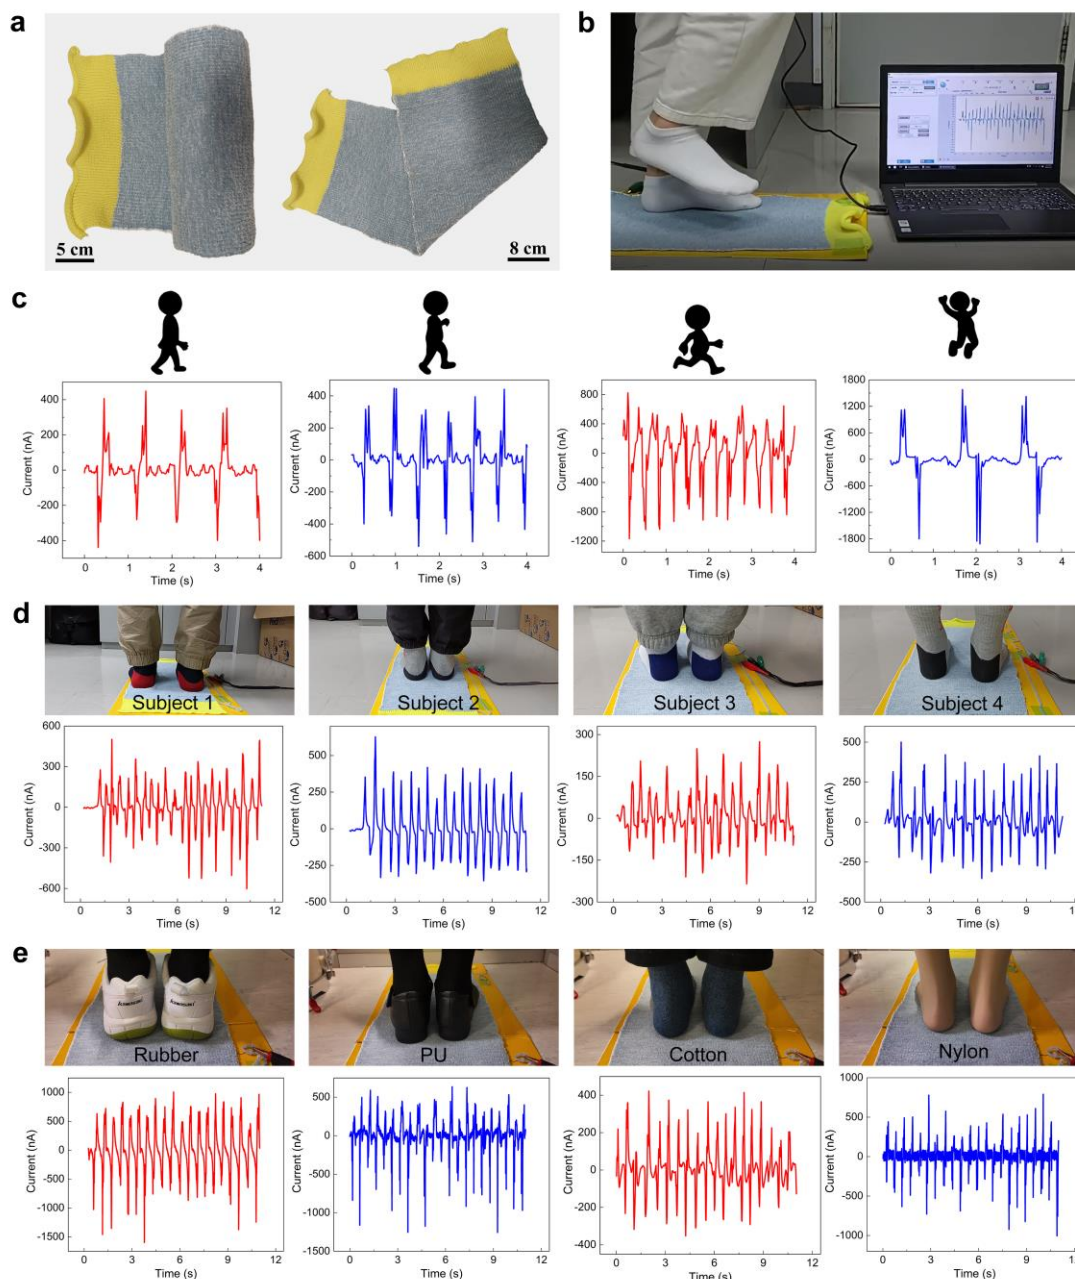 a
b
5 cm
8 cm
c
Current (nA)
400
200
0
-200
-400
0 1 2 3 4
Time (s)
Current (nA)
400
200
0
-200
-400
-600
0 1 2 3 4
Time (s)
Current (nA)
800
400
0
-400
-800
-1200
0 1 2 3 4
Time (s)
Current (nA)
1800
1200
600
0
-600
-1200
-1800
0 1 2 3 4
Time (s)
d
Subject 1
Subject 2
Subject 3
Subject 4
Current (nA)
600
300
0
-300
-600
0 3 6 9 12
Time (s)
Current (nA)
500
250
0
-250
-500
0 3 6 9 12
Time (s)
Current (nA)
300
150
0
-150
-300
0 3 6 9 12
Time (s)
Current (nA)
500
250
0
-250
-500
0 3 6 9
Time (s)
e
Rubber
PU
Cotton
Nylon
Current (nA)
1000
500
0
-500
-1000
-1500
0 3 6 9 12
Time (s)
Current (nA)
500
0
-500
-1000
-1500
0 3 6 9 12
Time (s)
Current (nA)
400
200
0
-200
-400
0 3 6 9 12
Time (s)
Current (nA)
1000
500
0
-500
-1000
0 3 6 9
Time (s)